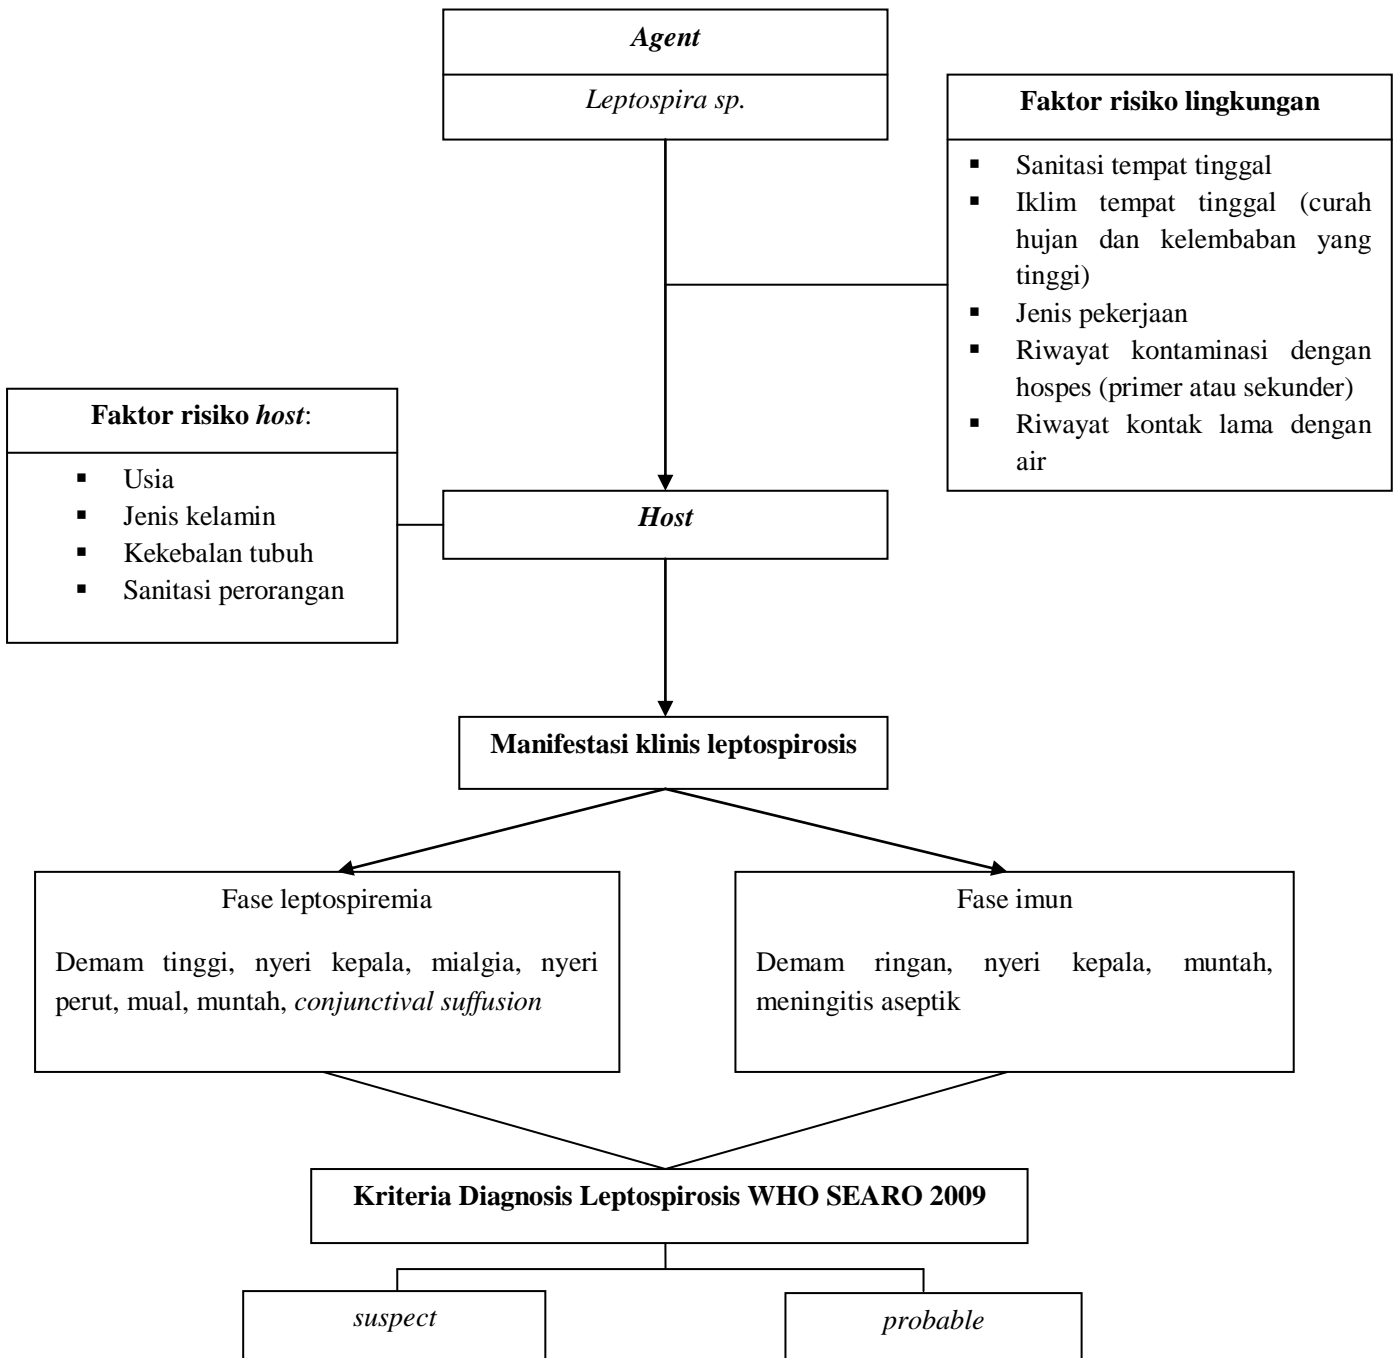 Agent
Leptospira sp.
Faktor risiko lingkungan
▪ Sanitasi tempat tinggal
▪ Iklim tempat tinggal (curah
hujan dan kelembaban yang
tinggi)
▪ Jenis pekerjaan
▪ Riwayat kontaminasi dengan
hospes (primer atau sekunder)
▪ Riwayat kontak lama dengan
air
Faktor risiko host:
▪ Usia
▪ Jenis kelamin
▪ Kekebalan tubuh
▪ Sanitasi perorangan
Host
Manifestasi klinis leptospirosis
Fase leptospiremia
Demam tinggi, nyeri kepala, mialgia, nyeri
perut, mual, muntah, conjunctival suffusion
Fase imun
Demam ringan, nyeri kepala, muntah,
meningitis aseptik
Kriteria Diagnosis Leptospirosis WHO SEARO 2009
suspect
probable